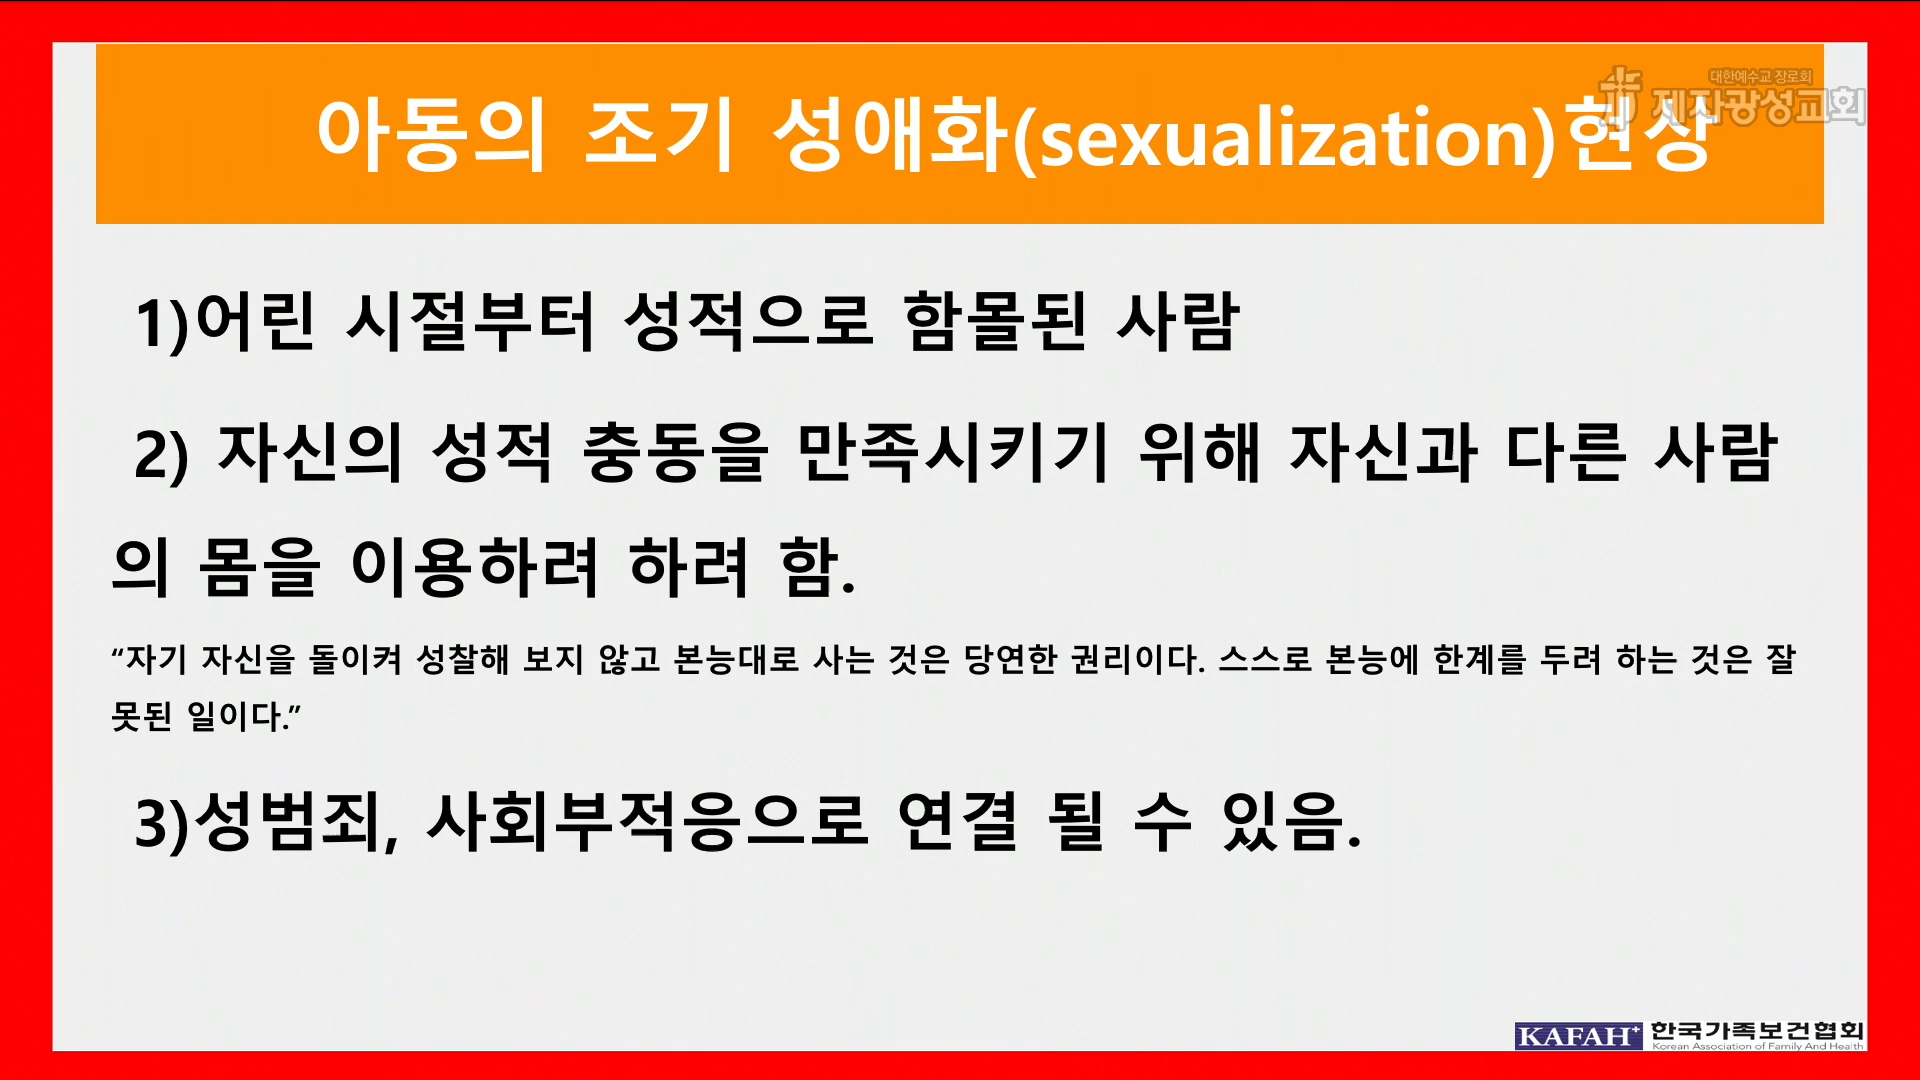 대한예수교 장로회
제자광성교회
아동의 조기 성애화(sexualization)현상
1)어린 시절부터 성적으로 함몰된 사람
2) 자신의 성적 충동을 만족시키기 위해 자신과 다른 사람
의 몸을 이용하려 하려 함.
“자기 자신을 돌이켜 성찰해 보지 않고 본능대로 사는 것은 당연한 권리이다. 스스로 본능에 한계를 두려 하는 것은 잘
못된 일이다.”
3)성범죄, 사회부적응으로 연결 될 수 있음.
KAFAH+ 한국가족보건협회
Korean Association of Family And Health